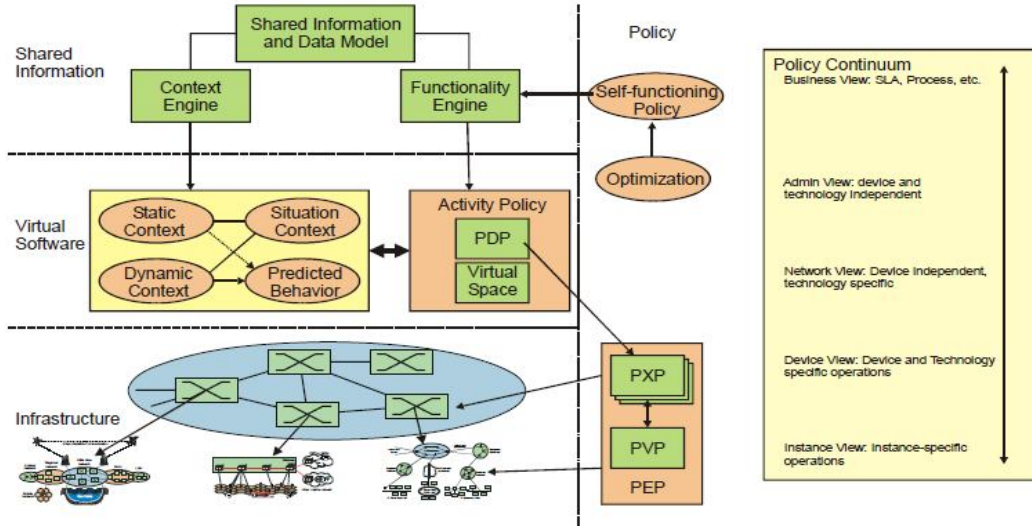 Shared Information
and Data Model
Policy
Shared
Information
Context
Engine
Functionality
Engine
Self-functioning
Policy
Optimization
Policy Continuum
Business View: SLA, Process, etc.
Admin View: device and
technology independent
Network View: Device Independent,
technology specific
Device View: Device and Technology
specific operations
Instance View: Instance-specific
operations
Virtual
Software
Static
Context
Situation
Context
Dynamic
Context
Predicted
Behavior
Activity Policy
PDP
Virtual
Space
Infrastructure
PXP
PVP
PEP